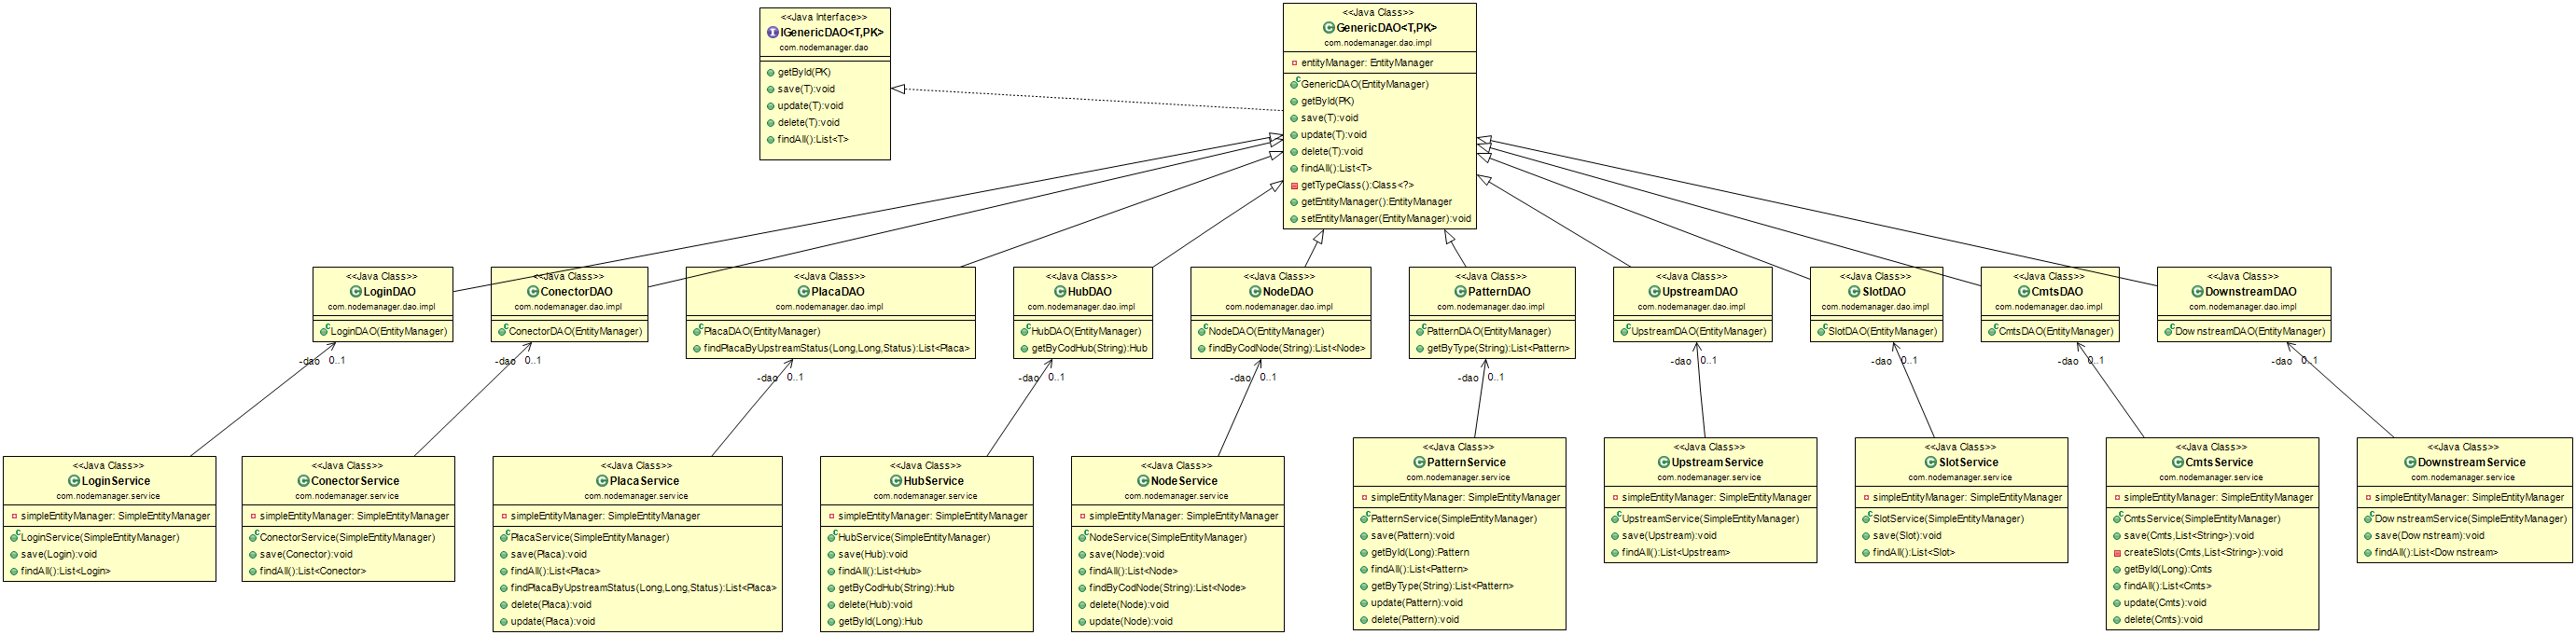 <<Java Interface>>
IGenericDAO<T,PK>
com.nodemanager.dao
getById(PK)
save(T):void
update(T):void
delete(T):void
findAll():List<T>
<<Java Class>>
GenericDAO<T,PK>
com.nodemanager.dao.impl
entityManager: EntityManager
GenericDAO(EntityManager)
getById(PK)
save(T):void
update(T):void
delete(T):void
findAll():List<T>
getTypeClass():Class<?>
getEntityManager():EntityManager
setEntityManager(EntityManager):void
<<Java Class>>
LoginDAO
com.nodemanager.dao.impl
LoginDAO(EntityManager)
<<Java Class>>
ConectorDAO
com.nodemanager.dao.impl
ConectorDAO(EntityManager)
<<Java Class>>
PlacaDAO
com.nodemanager.dao.impl
PlacaDAO(EntityManager)
findPlacaByUpstreamStatus(Long,Long,Status):List<Placa>
<<Java Class>>
HubDAO
com.nodemanager.dao.impl
HubDAO(EntityManager)
getByCodHub(String):Hub
<<Java Class>>
NodeDAO
com.nodemanager.dao.impl
NodeDAO(EntityManager)
findByCodNode(String):List<Node>
<<Java Class>>
PatternDAO
com.nodemanager.dao.impl
PatternDAO(EntityManager)
getByType(String):List<Pattern>
<<Java Class>>
UpstreamDAO
com.nodemanager.dao.impl
UpstreamDAO(EntityManager)
<<Java Class>>
SlotDAO
com.nodemanager.dao.impl
SlotDAO(EntityManager)
<<Java Class>>
CmtsDAO
com.nodemanager.dao.impl
CmtsDAO(EntityManager)
<<Java Class>>
DownstreamDAO
com.nodemanager.dao.impl
DownstreamDAO(EntityManager)
-dao 0..1
-dao 0..1
-dao 0..1
-dao 0..1
-dao 0..1
-dao 0..1
-dao 0..1
-dao 0..1
-dao 0..1
-dao 0..1
<<Java Class>>
LoginService
com.nodemanager.service
simpleEntityManager: SimpleEntityManager
LoginService(SimpleEntityManager)
save(Login):void
findAll():List<Login>
<<Java Class>>
ConectorService
com.nodemanager.service
simpleEntityManager: SimpleEntityManager
ConectorService(SimpleEntityManager)
save(Conector):void
findAll():List<Conector>
<<Java Class>>
PlacaService
com.nodemanager.service
simpleEntityManager: SimpleEntityManager
PlacaService(SimpleEntityManager)
save(Placa):void
findAll():List<Placa>
findPlacaByUpstreamStatus(Long,Long,Status):List<Placa>
delete(Placa):void
update(Placa):void
<<Java Class>>
HubService
com.nodemanager.service
simpleEntityManager: SimpleEntityManager
HubService(SimpleEntityManager)
save(Hub):void
findAll():List<Hub>
getByCodHub(String):Hub
delete(Hub):void
getById(Long):Hub
<<Java Class>>
NodeService
com.nodemanager.service
simpleEntityManager: SimpleEntityManager
NodeService(SimpleEntityManager)
save(Node):void
findAll():List<Node>
findByCodNode(String):List<Node>
delete(Node):void
update(Node):void
<<Java Class>>
PatternService
com.nodemanager.service
simpleEntityManager: SimpleEntityManager
PatternService(SimpleEntityManager)
save(Pattern):void
getById(Long):Pattern
findAll():List<Pattern>
getByType(String):List<Pattern>
update(Pattern):void
delete(Pattern):void
<<Java Class>>
UpstreamService
com.nodemanager.service
simpleEntityManager: SimpleEntityManager
UpstreamService(SimpleEntityManager)
save(Upstream):void
findAll():List<Upstream>
<<Java Class>>
SlotService
com.nodemanager.service
simpleEntityManager: SimpleEntityManager
SlotService(SimpleEntityManager)
save(Slot):void
findAll():List<Slot>
<<Java Class>>
CmtsService
com.nodemanager.service
simpleEntityManager: SimpleEntityManager
CmtsService(SimpleEntityManager)
save(Cmts,List<String>):void
createSlots(Cmts,List<String>):void
getById(Long):Cmts
findAll():List<Cmts>
update(Cmts):void
delete(Cmts):void
<<Java Class>>
DownstreamService
com.nodemanager.service
simpleEntityManager: SimpleEntityManager
DownstreamService(SimpleEntityManager)
save(Downstream):void
findAll():List<Downstream>